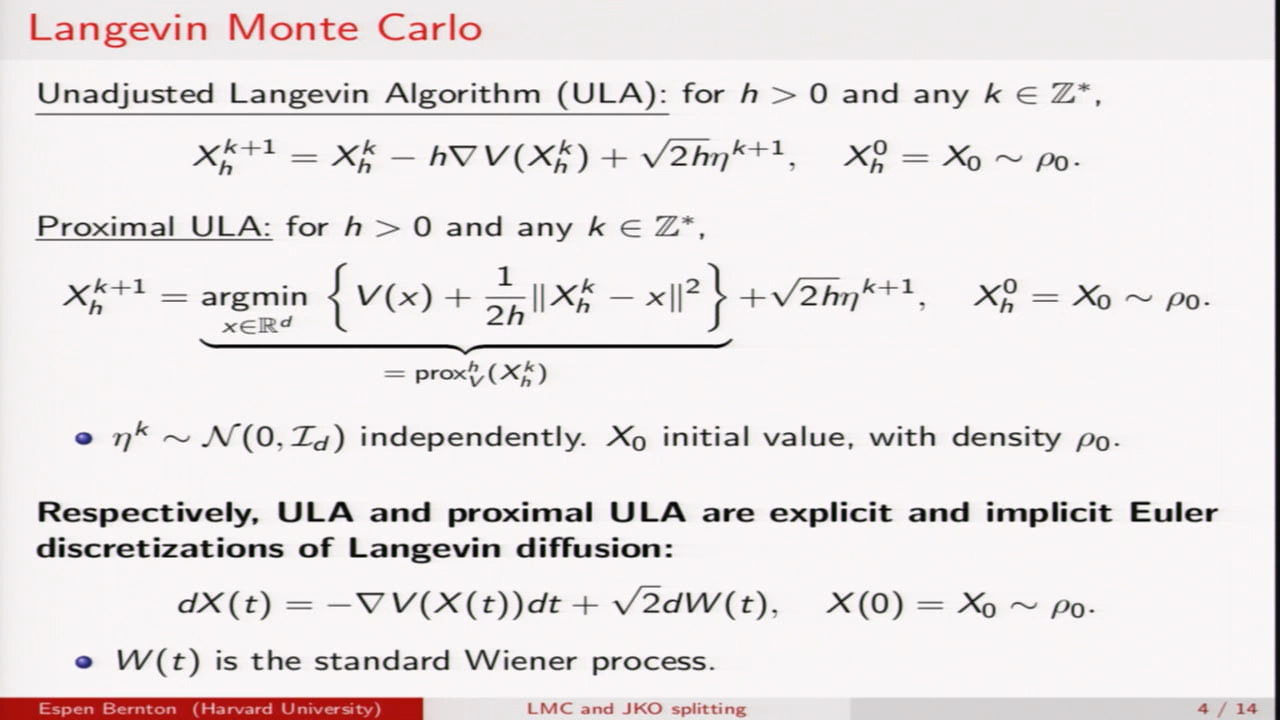 Langevin Monte Carlo
Unadjusted Langevin Algorithm (ULA): for h > 0 and any k ∈ ℤ*,
X_h^{k+1} = X_h^k − h∇V(X_h^k) + √2hη^{k+1}, X_h^0 = X_0 ∼ ρ_0.
Proximal ULA: for h > 0 and any k ∈ ℤ*,
X_h^{k+1} = argmin_{x∈ℝ^d} { V(x) + 1/2h ‖X_h^k − x‖² } + √2hη^{k+1}, X_h^0 = X_0 ∼ ρ_0.
= prox_V^h(X_h^k)
• η^k ∼ 𝒩(0, ℐ_d) independently. X_0 initial value, with density ρ_0.
Respectively, ULA and proximal ULA are explicit and implicit Euler
discretizations of Langevin diffusion:
dX(t) = −∇V(X(t))dt + √2dW(t), X(0) = X_0 ∼ ρ_0.
• W(t) is the standard Wiener process.
Espen Bernton (Harvard University) LMC and JKO splitting 4 / 14